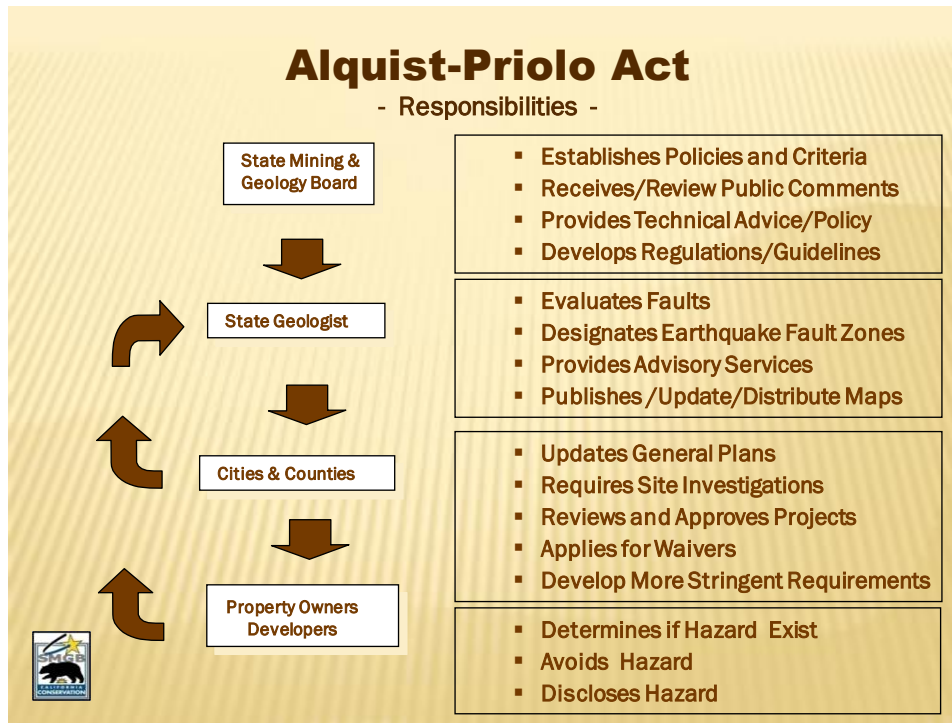 Alquist-Priolo Act
- Responsibilities -
State Mining &
Geology Board
▪ Establishes Policies and Criteria
▪ Receives/Review Public Comments
▪ Provides Technical Advice/Policy
▪ Develops Regulations/Guidelines
State Geologist
▪ Evaluates Faults
▪ Designates Earthquake Fault Zones
▪ Provides Advisory Services
▪ Publishes /Update/Distribute Maps
Cities & Counties
▪ Updates General Plans
▪ Requires Site Investigations
▪ Reviews and Approves Projects
▪ Applies for Waivers
▪ Develop More Stringent Requirements
Property Owners
Developers
▪ Determines if Hazard Exist
▪ Avoids Hazard
▪ Discloses Hazard
SMGB
CALIFORNIA
CONSERVATION